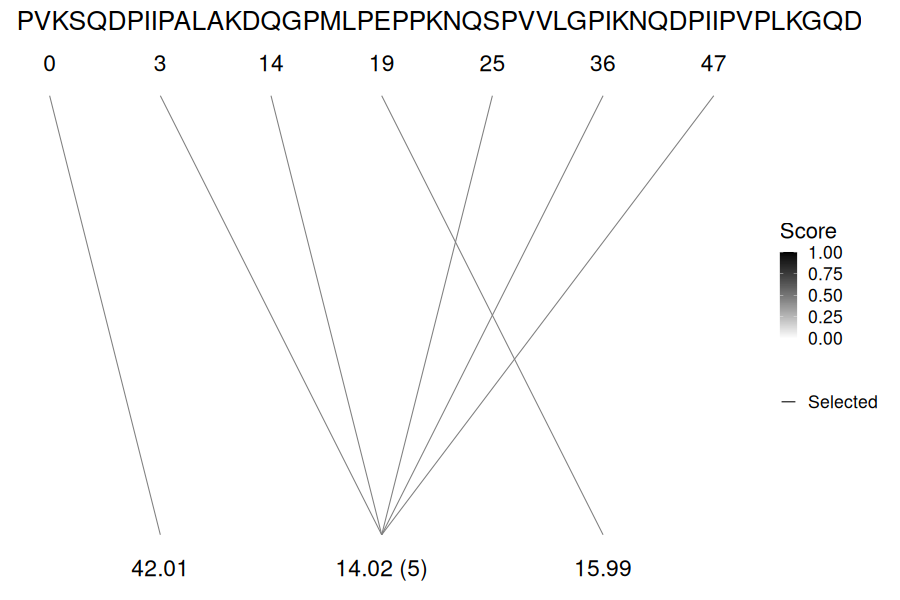 PVKSQDPIIPALAKDQGPMLPEPPKNQSPVVLGPIKNQDPIIPVPLKGQD
0 3 14 19 25 36 47
Score
1.00
0.75
0.50
0.25
0.00
Selected
42.01 14.02 (5) 15.99